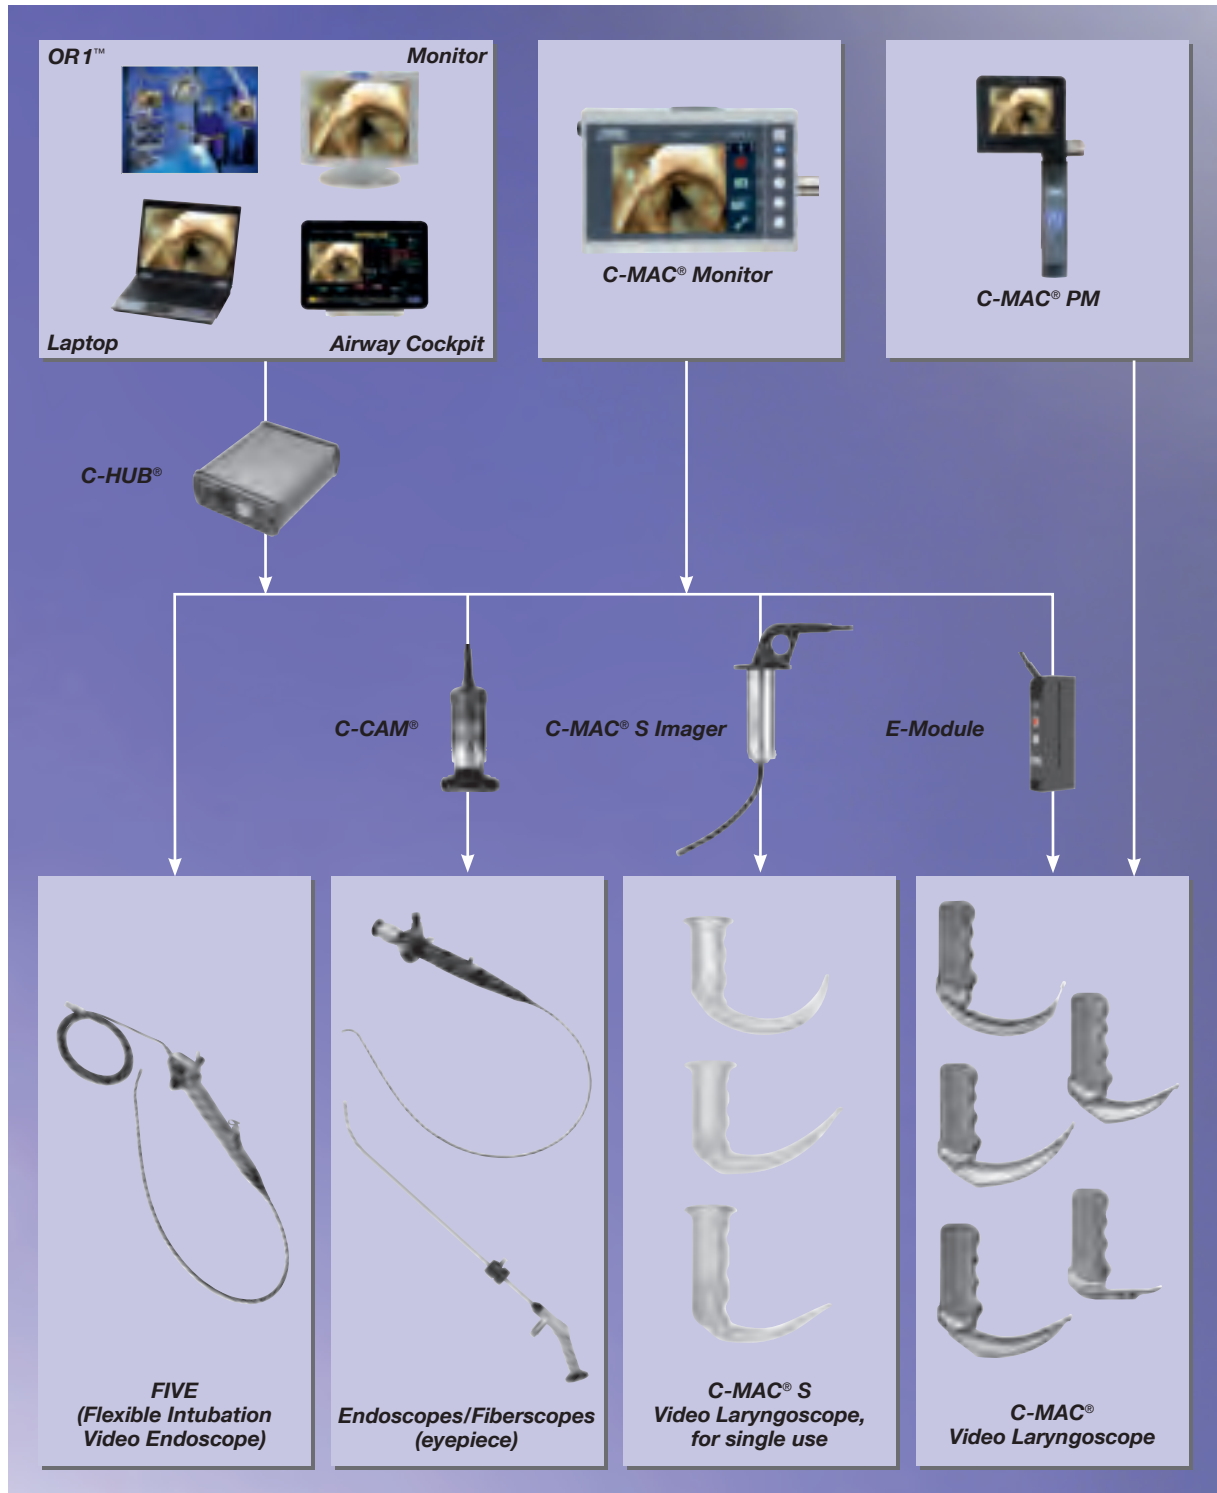 OR1™
Monitor
Laptop
Airway Cockpit
C-MAC® Monitor
C-MAC® PM
C-HUB®
C-CAM®
C-MAC® S Imager
E-Module
FIVE
(Flexible Intubation
Video Endoscope)
Endoscopes/Fiberscopes
(eyepiece)
C-MAC® S
Video Laryngoscope,
for single use
C-MAC®
Video Laryngoscope